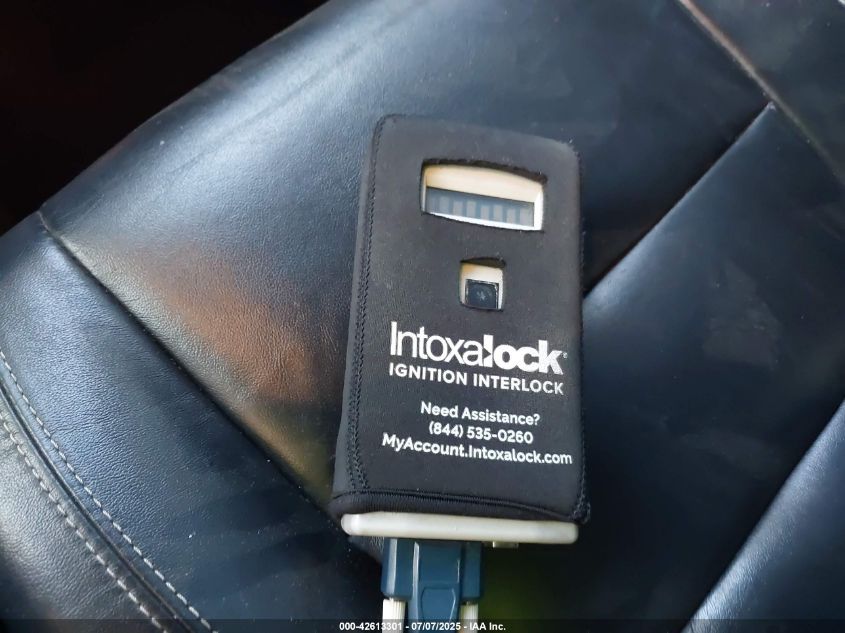 Intoxalock®
IGNITION INTERLOCK
Need Assistance?
(844) 535-0260
MyAccount.Intoxalock.com
000-42613301 - 07/07/2025 - IAA Inc.